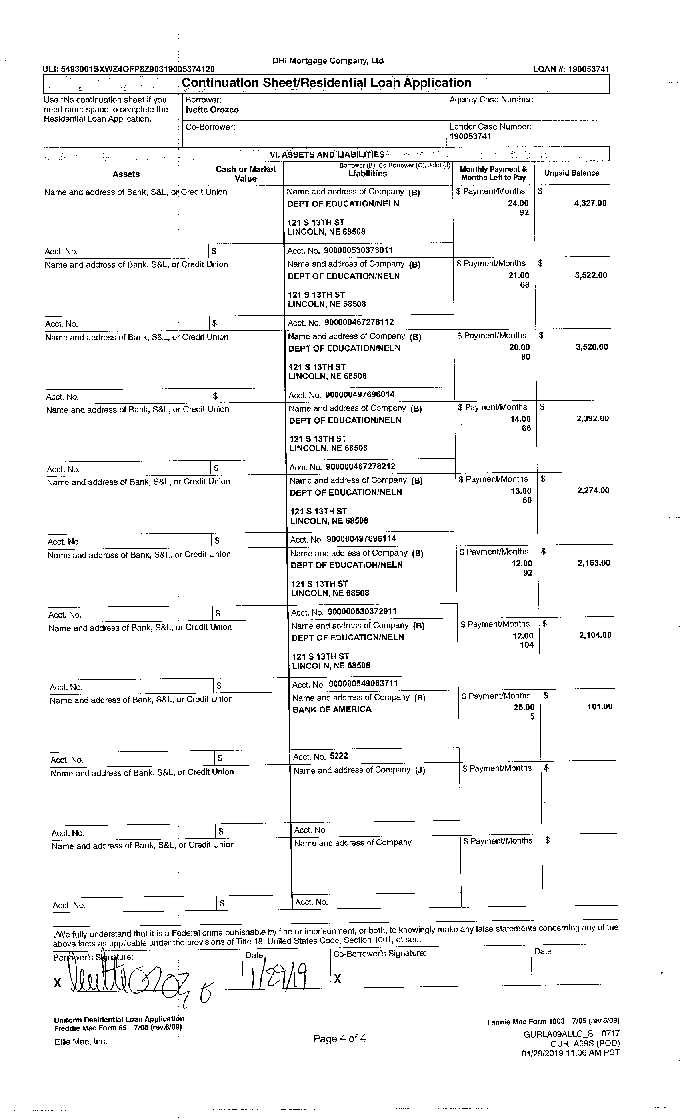 DHI Mortgage Company, Ltd
ULI: 5493001SXWZ4OFP8Z90319005374120 LOAN #: 190053741
Continuation Sheet/Residential Loan Application
Use this continuation sheet if you
need more space to complete the
Residential Loan Application.
Borrower:
Ivette Orozco
Agency Case Number:
Co-Borrower:
Lender Case Number:
190053741
VI. ASSETS AND LIABILITIES
Assets
Cash or Market
Value
Borrower (B) Co-Borrower (C) Joint (J)
Liabilities
Monthly Payment &
Months Left to Pay
Unpaid Balance
Name and address of Bank, S&L, or Credit Union Name and address of Company (B) $ Payment/Months $
DEPT OF EDUCATION/NELN 24.00 4,327.00
92
121 S 13TH ST
LINCOLN, NE 68508
Acct. No. $ Acct. No. 900000530373011
Name and address of Bank, S&L, or Credit Union Name and address of Company (B) $ Payment/Months $
DEPT OF EDUCATION/NELN 21.00 3,522.00
121 S 13TH ST
LINCOLN, NE 68508
Acct. No. $ Acct. No. 900000467278112
Name and address of Bank, S&L, or Credit Union Name and address of Company (B) $ Payment/Months $
DEPT OF EDUCATION/NELN 20.00 3,520.00
80
121 S 13TH ST
LINCOLN, NE 68508
Acct. No. $ Acct. No. 900000497696014
Name and address of Bank, S&L, or Credit Union Name and address of Company (B) $ Payment/Months $
DEPT OF EDUCATION/NELN 14.00 2,392.00
121 S 13TH ST
LINCOLN, NE 68508
Acct. No. $ Acct. No. 900000467278212
Name and address of Bank, S&L, or Credit Union Name and address of Company (B) $ Payment/Months $
DEPT OF EDUCATION/NELN 13.00 2,274.00
121 S 13TH ST
LINCOLN, NE 68508
Acct. No. $ Acct. No. 900000497696114
Name and address of Bank, S&L, or Credit Union Name and address of Company (B) $ Payment/Months $
DEPT OF EDUCATION/NELN 12.00 2,163.00
92
121 S 13TH ST
LINCOLN, NE 68508
Acct. No. $ Acct. No. 900000530372911
Name and address of Bank, S&L, or Credit Union Name and address of Company (B) $ Payment/Months $
DEPT OF EDUCATION/NELN 12.00 2,104.00
104
121 S 13TH ST
LINCOLN, NE 68508
Acct. No. $ Acct. No. 900000549063711
Name and address of Bank, S&L, or Credit Union Name and address of Company (B) $ Payment/Months $
BANK OF AMERICA 25.00 101.00
5
Acct. No. $ Acct. No. 5222
Name and address of Bank, S&L, or Credit Union Name and address of Company (J) $ Payment/Months $
Acct. No. $ Acct. No.
Name and address of Bank, S&L, or Credit Union Name and address of Company $ Payment/Months $
Acct. No. $ Acct. No.
I/We fully understand that it is a Federal crime punishable by fine or imprisonment, or both, to knowingly make any false statements concerning any of the
above facts as applicable under the provisions of Title 18, United States Code, Section 1001, et seq.
Borrower's Signature: Date Co-Borrower's Signature: Date
X Ivette Orozco 1/29/19 X
Uniform Residential Loan Application
Freddie Mac Form 65 7/05 (rev.6/09)
Fannie Mae Form 1003 7/05 (rev.6/09)
Ellie Mae, Inc.
Page 4 of 4
GURLA09ALLC_S 0717
GURLA09S (POD)
01/29/2019 11:06 AM PST